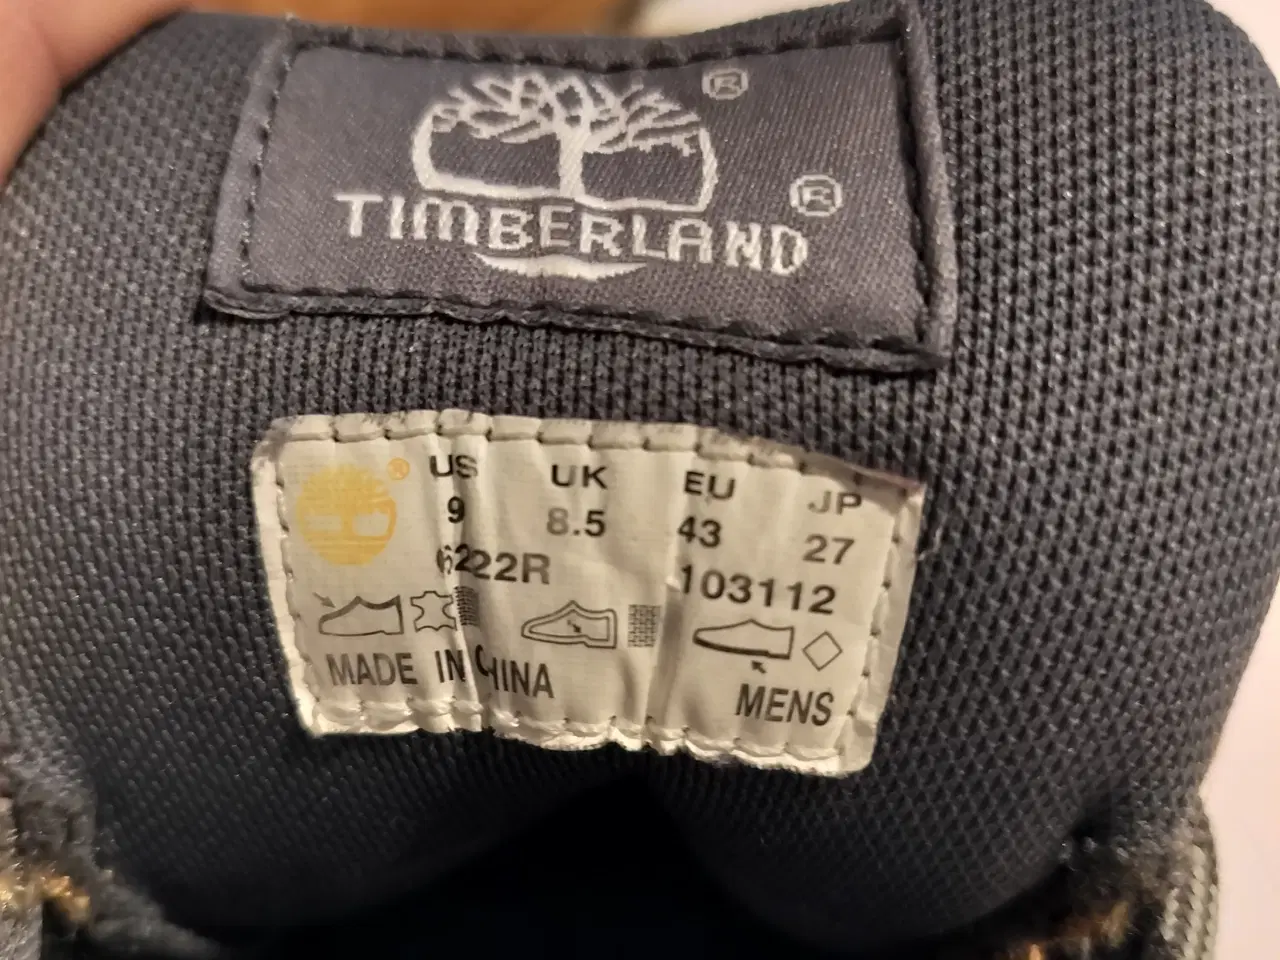 ®
TIMBERLAND ®
® US UK EU JP
9 8.5 43 27
6222R 103112
MADE IN CHINA MENS